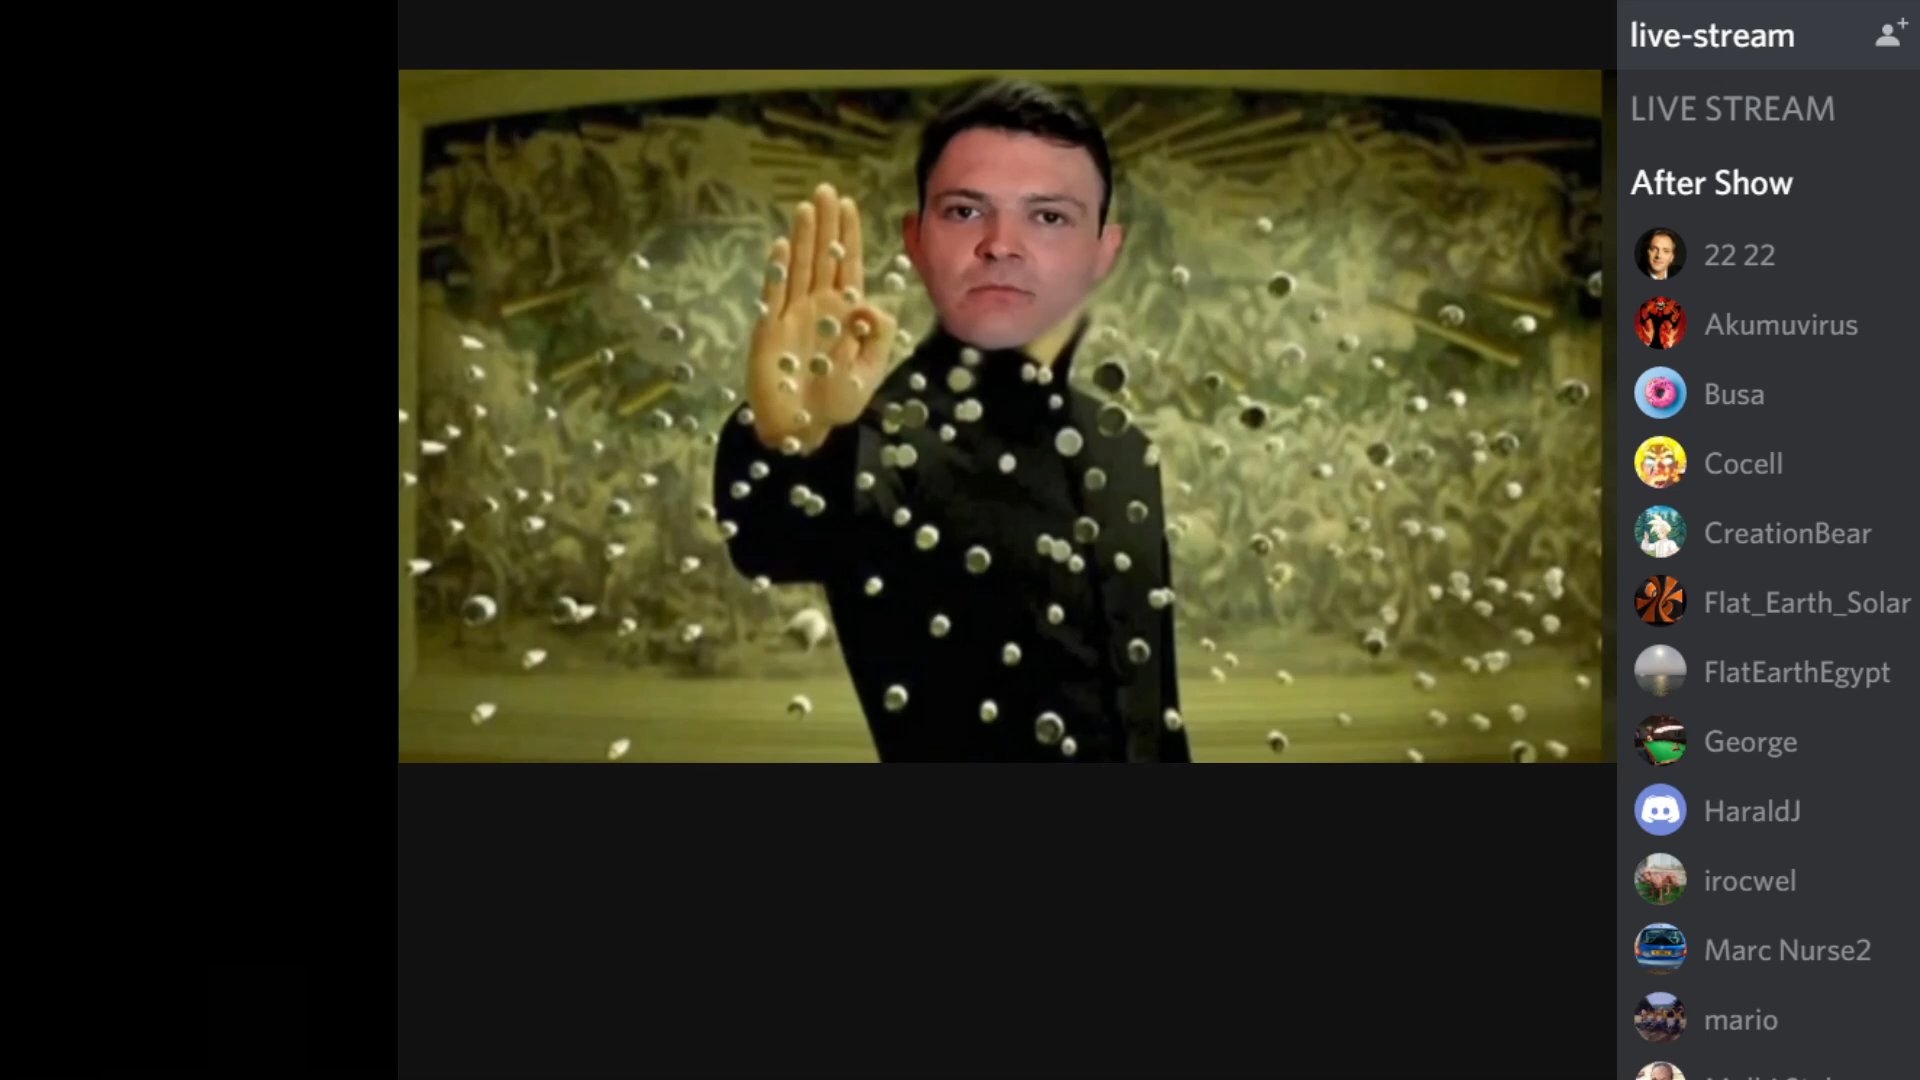 live-stream
LIVE STREAM
After Show
22 22
Akumuvirus
Busa
Cocell
CreationBear
Flat_Earth_Solar
FlatEarthEgypt
George
HaraldJ
irocwel
Marc Nurse2
mario